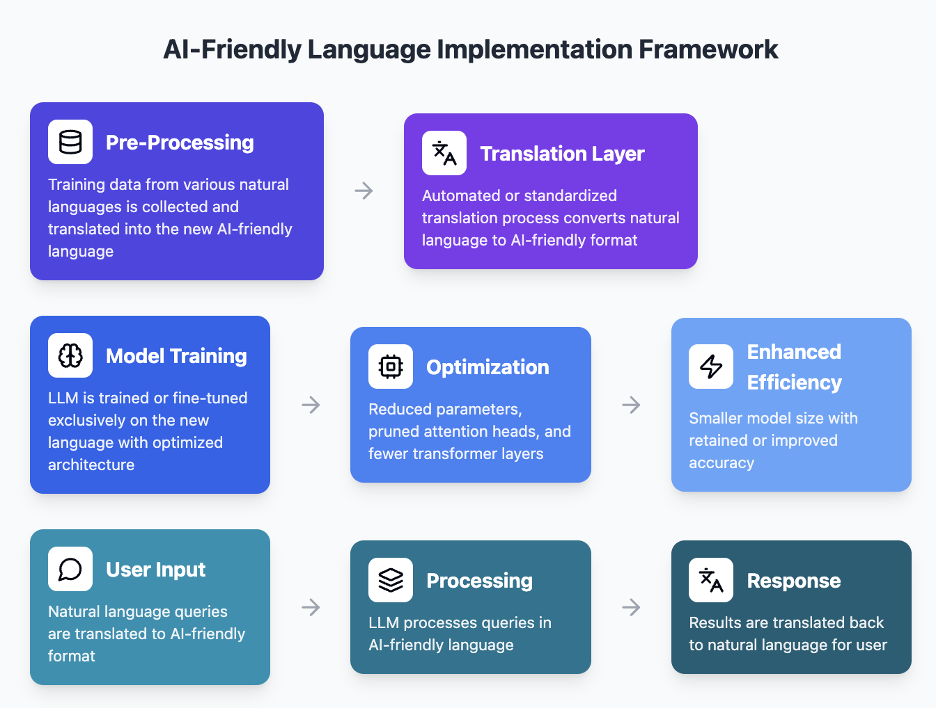 AI-Friendly Language Implementation Framework
Pre-Processing
Training data from various natural
languages is collected and
translated into the new AI-friendly
language
Translation Layer
Automated or standardized
translation process converts natural
language to AI-friendly format
Model Training
LLM is trained or fine-tuned
exclusively on the new
language with optimized
architecture
Optimization
Reduced parameters,
pruned attention heads, and
fewer transformer layers
Enhanced
Efficiency
Smaller model size with
retained or improved
accuracy
User Input
Natural language queries
are translated to AI-friendly
format
Processing
LLM processes queries in
AI-friendly language
Response
Results are translated back
to natural language for user